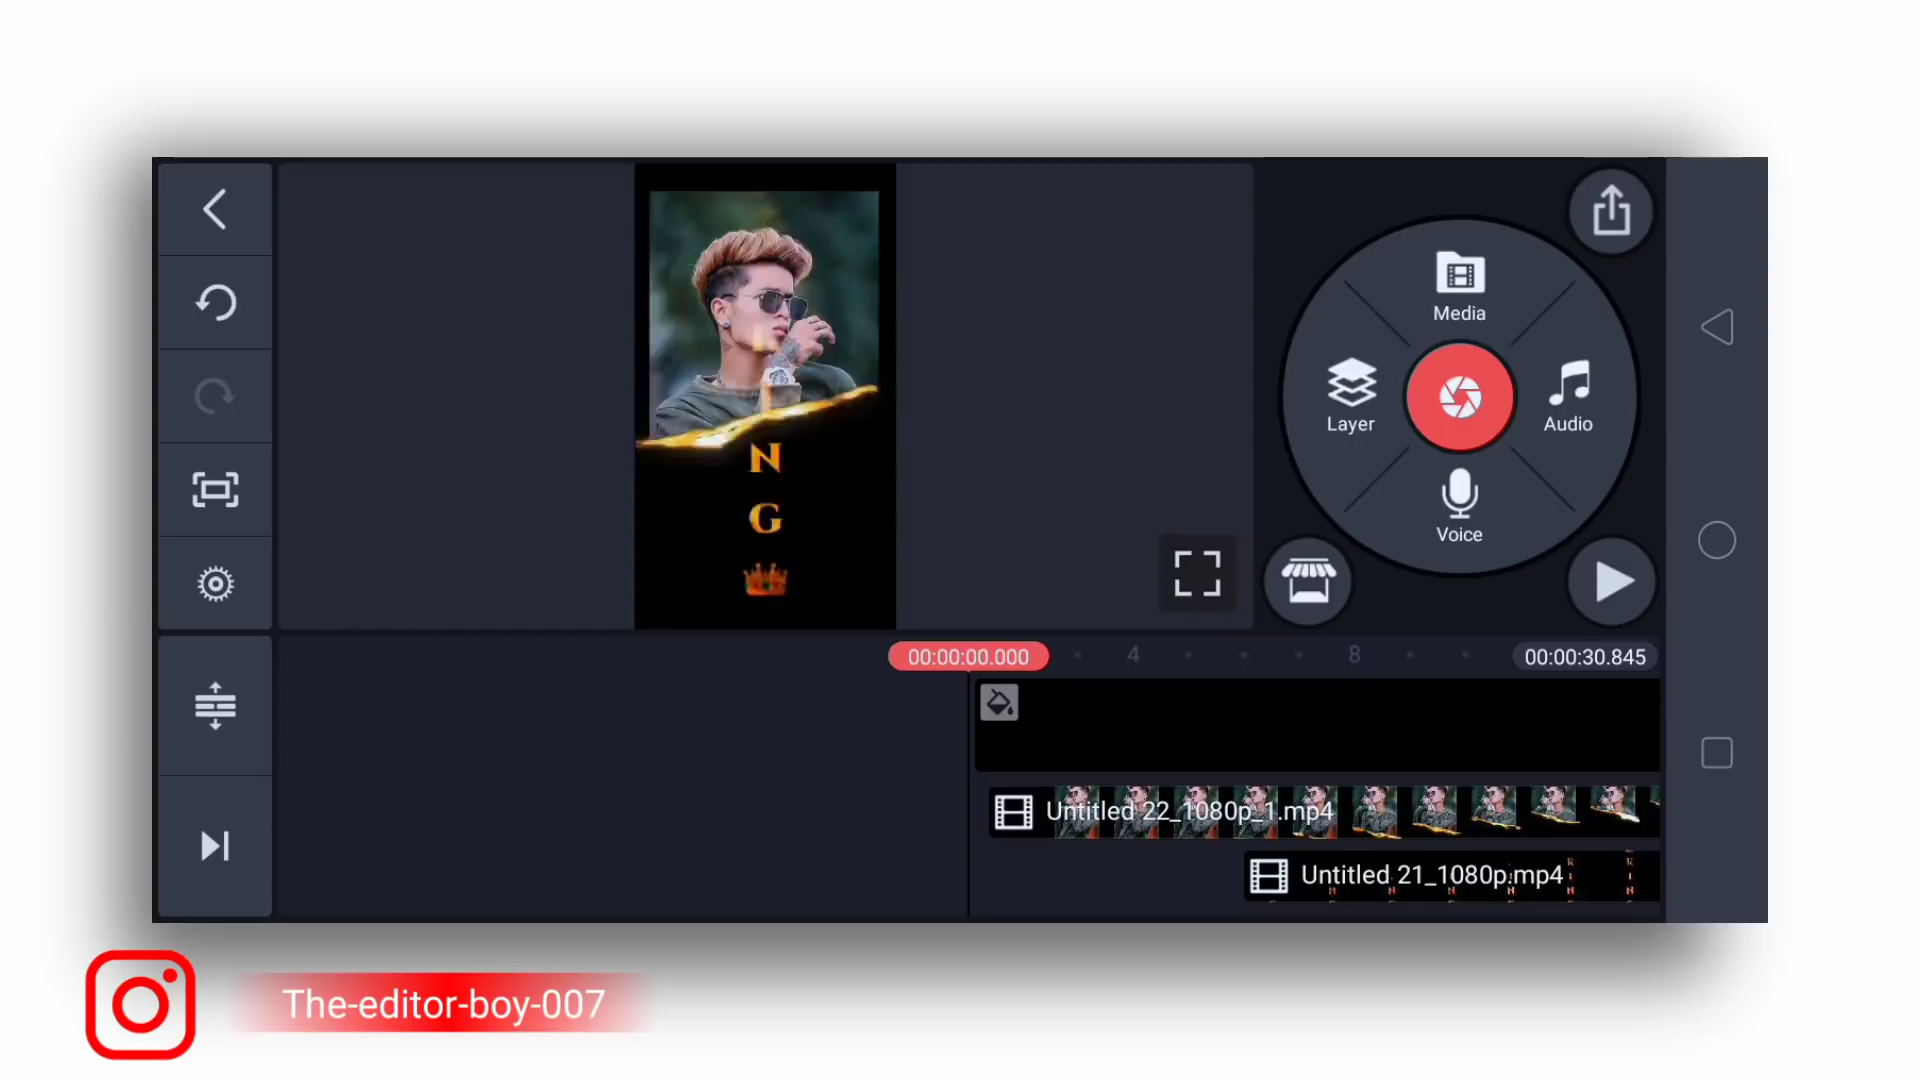 Media
Layer
Audio
Voice
N
G
00:00:00.000
4
8
00:00:30.845
Untitled 22_1080p_1.mp4
Untitled 21_1080p.mp4
The-editor-boy-007